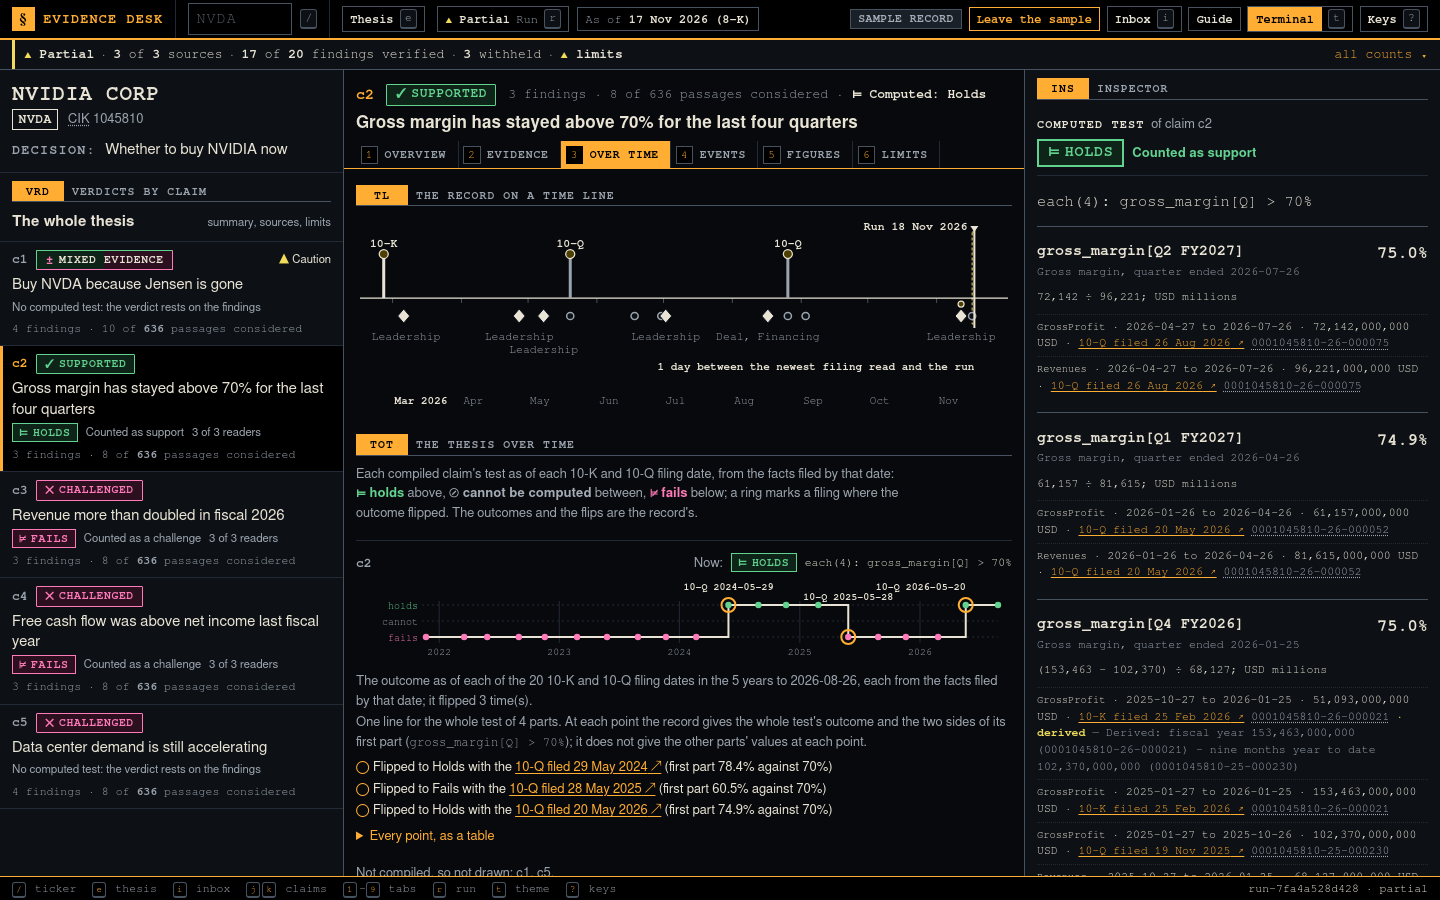 § EVIDENCE DESK NVDA / Thesis e ▲ Partial Run r As of 17 Nov 2026 (8-K) SAMPLE RECORD Leave the sample Inbox i Guide Terminal t Keys ?
▲ Partial · 3 of 3 sources · 17 of 20 findings verified · 3 withheld · ▲ limits all counts ▾
NVIDIA CORP
NVDA CIK 1045810
DECISION: Whether to buy NVIDIA now
VRD VERDICTS BY CLAIM
The whole thesis summary, sources, limits
c1 ± MIXED EVIDENCE ▲ Caution
Buy NVDA because Jensen is gone
No computed test: the verdict rests on the findings
4 findings · 10 of 636 passages considered
c2 ✓ SUPPORTED
Gross margin has stayed above 70% for the last
four quarters
⊨ HOLDS Counted as support 3 of 3 readers
3 findings · 8 of 636 passages considered
c3 ✕ CHALLENGED
Revenue more than doubled in fiscal 2026
⊭ FAILS Counted as a challenge 3 of 3 readers
3 findings · 8 of 636 passages considered
c4 ✕ CHALLENGED
Free cash flow was above net income last fiscal
year
⊭ FAILS Counted as a challenge 3 of 3 readers
3 findings · 8 of 636 passages considered
c5 ✕ CHALLENGED
Data center demand is still accelerating
No computed test: the verdict rests on the findings
4 findings · 8 of 636 passages considered
c2 ✓ SUPPORTED 3 findings · 8 of 636 passages considered · ⊨ Computed: Holds
Gross margin has stayed above 70% for the last four quarters
1 OVERVIEW 2 EVIDENCE 3 OVER TIME 4 EVENTS 5 FIGURES 6 LIMITS
TL THE RECORD ON A TIME LINE
Run 18 Nov 2026
10-K 10-Q 10-Q
Leadership Leadership Leadership Deal, Financing Leadership
Leadership
1 day between the newest filing read and the run
Mar 2026 Apr May Jun Jul Aug Sep Oct Nov
TOT THE THESIS OVER TIME
Each compiled claim's test as of each 10-K and 10-Q filing date, from the facts filed by that date:
⊨ holds above, ⊘ cannot be computed between, ⊭ fails below; a ring marks a filing where the
outcome flipped. The outcomes and the flips are the record's.
c2 Now: ⊨ HOLDS each(4): gross_margin[Q] > 70%
10-Q 2024-05-29 10-Q 2026-05-20
10-Q 2025-05-28
holds
cannot
fails
2022 2023 2024 2025 2026
The outcome as of each of the 20 10-K and 10-Q filing dates in the 5 years to 2026-08-26, each from the facts filed
by that date; it flipped 3 time(s).
One line for the whole test of 4 parts. At each point the record gives the whole test's outcome and the two sides of its
first part (gross_margin[Q] > 70%); it does not give the other parts' values at each point.
Flipped to Holds with the 10-Q filed 29 May 2024 ↗ (first part 78.4% against 70%)
Flipped to Fails with the 10-Q filed 28 May 2025 ↗ (first part 60.5% against 70%)
Flipped to Holds with the 10-Q filed 20 May 2026 ↗ (first part 74.9% against 70%)
▶ Every point, as a table
Not compiled, so not drawn: c1, c5.
INS INSPECTOR
COMPUTED TEST of claim c2
⊨ HOLDS Counted as support
each(4): gross_margin[Q] > 70%
gross_margin[Q2 FY2027] 75.0%
Gross margin, quarter ended 2026-07-26
72,142 ÷ 96,221; USD millions
GrossProfit · 2026-04-27 to 2026-07-26 · 72,142,000,000
USD · 10-Q filed 26 Aug 2026 ↗ 0001045810-26-000075
Revenues · 2026-04-27 to 2026-07-26 · 96,221,000,000 USD
· 10-Q filed 26 Aug 2026 ↗ 0001045810-26-000075
gross_margin[Q1 FY2027] 74.9%
Gross margin, quarter ended 2026-04-26
61,157 ÷ 81,615; USD millions
GrossProfit · 2026-01-26 to 2026-04-26 · 61,157,000,000
USD · 10-Q filed 20 May 2026 ↗ 0001045810-26-000052
Revenues · 2026-01-26 to 2026-04-26 · 81,615,000,000 USD
· 10-Q filed 20 May 2026 ↗ 0001045810-26-000052
gross_margin[Q4 FY2026] 75.0%
Gross margin, quarter ended 2026-01-25
(153,463 − 102,370) ÷ 68,127; USD millions
GrossProfit · 2025-10-27 to 2026-01-25 · 51,093,000,000
USD · 10-K filed 25 Feb 2026 ↗ 0001045810-26-000021 ·
derived — Derived: fiscal year 153,463,000,000
(0001045810-26-000021) − nine months year to date
102,370,000,000 (0001045810-25-000230)
GrossProfit · 2025-01-27 to 2026-01-25 · 153,463,000,000
USD · 10-K filed 25 Feb 2026 ↗ 0001045810-26-000021
GrossProfit · 2025-01-27 to 2025-10-26 · 102,370,000,000
USD · 10-Q filed 19 Nov 2025 ↗ 0001045810-25-000230
/ ticker e thesis i inbox j k claims 1-9 tabs r run t theme ? keys run-7fa4a528d428 · partial